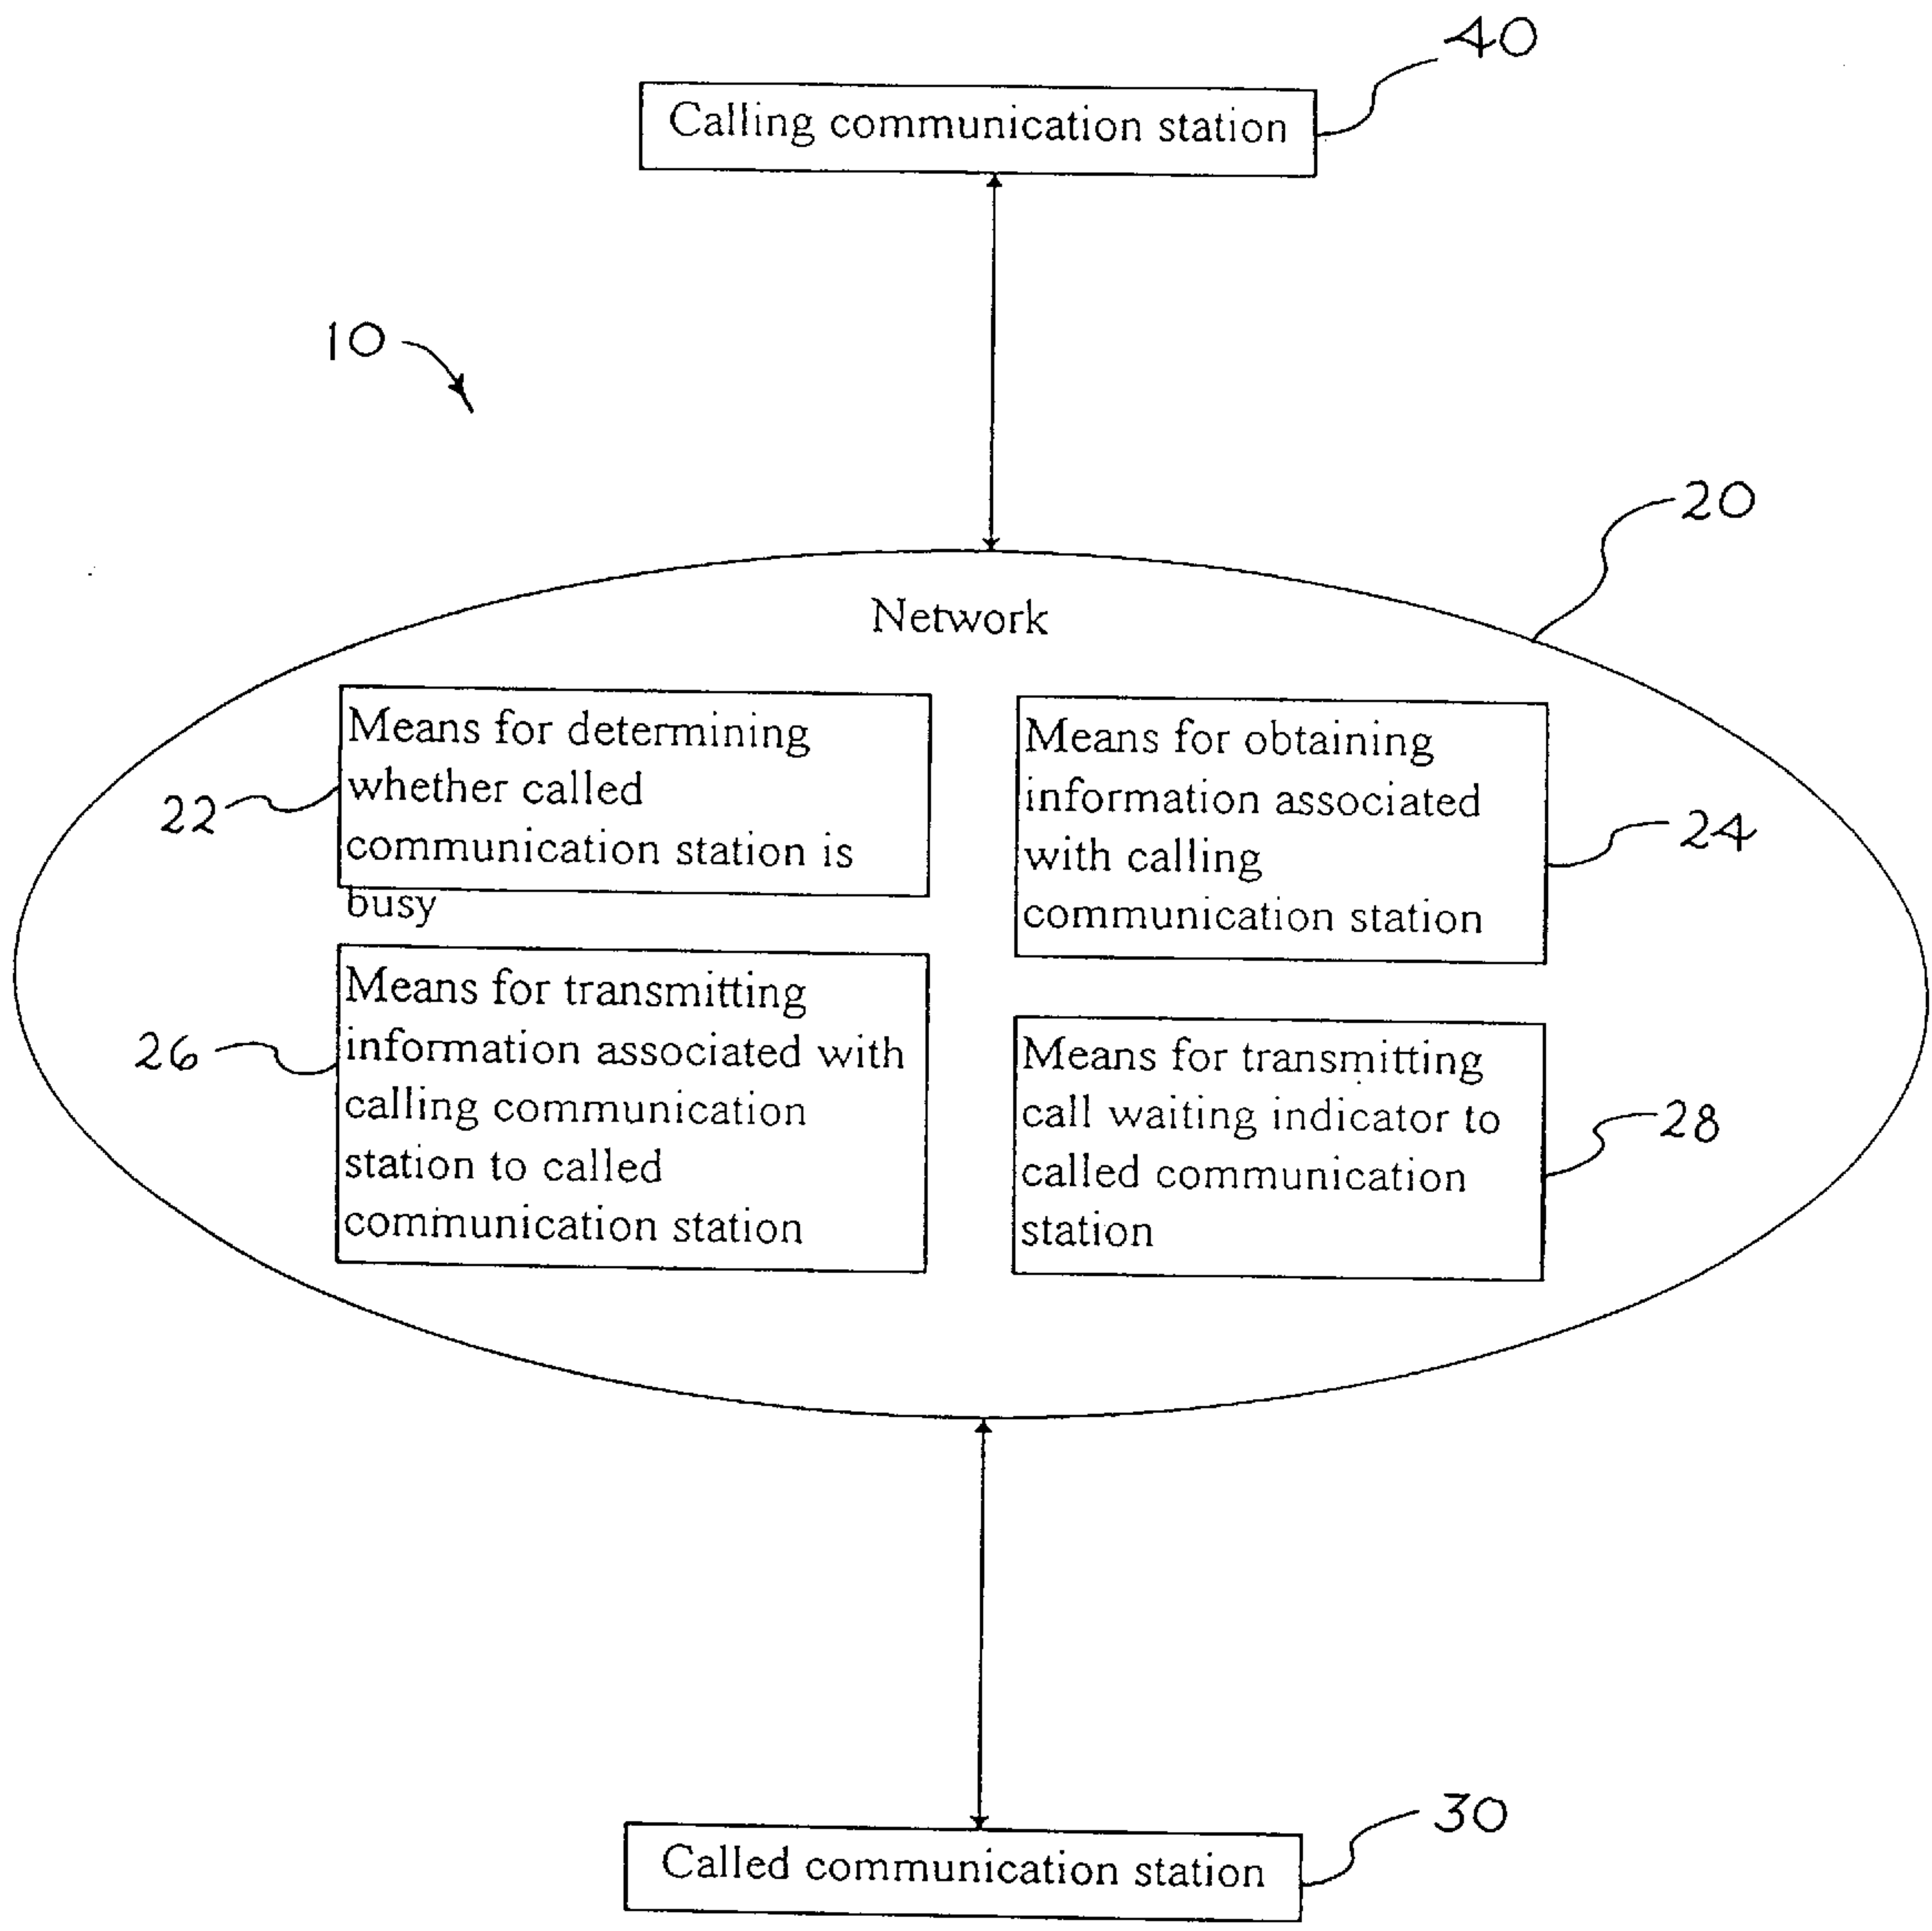 40
Calling communication station
10
20
Network
Means for determining
whether called
communication station is
busy
22
Means for obtaining
information associated
with calling
communication station
24
Means for transmitting
information associated with
calling communication
station to called
communication station
26
Means for transmitting
call waiting indicator to
called communication
station
28
30
Called communication station